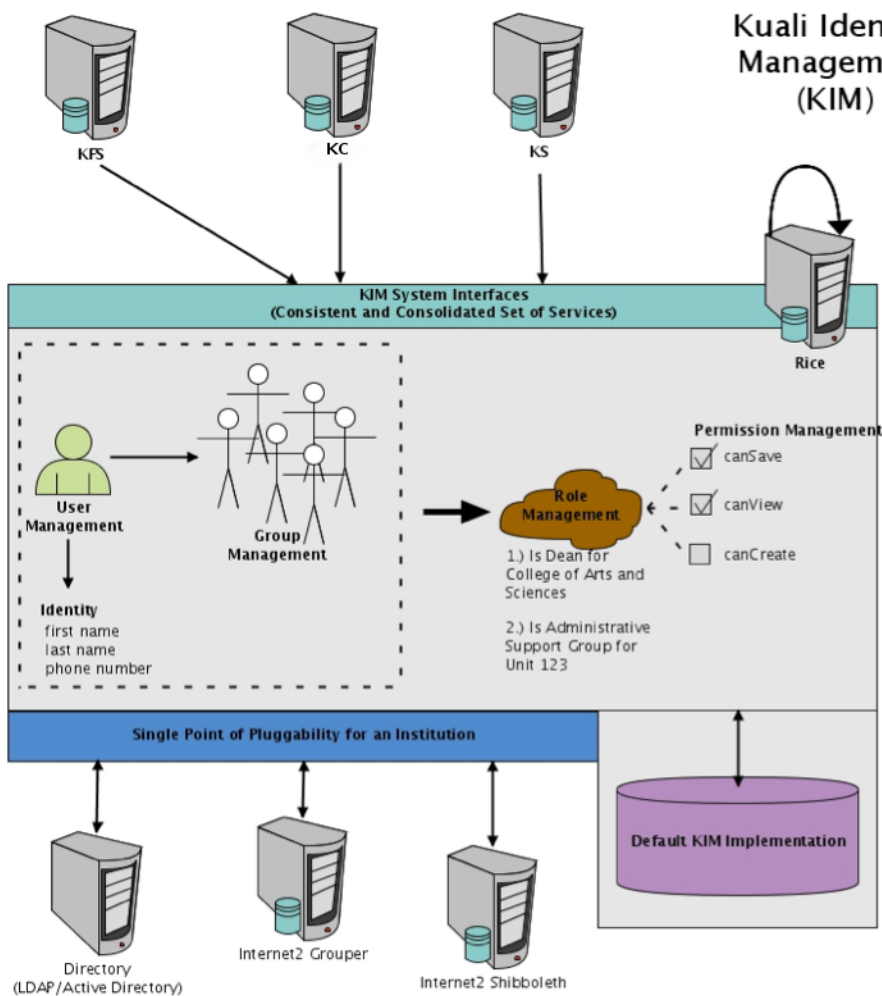 Kuali Iden
Managem
(KIM)
KFS
KC
KS
KIM System Interfaces
(Consistent and Consolidated Set of Services)
Rice
User
Management
Group
Management
Identity
first name
last name
phone number
Role
Management
1.) Is Dean for
College of Arts and
Sciences
2.) Is Administrative
Support Group for
Unit 123
Permission Management
canSave
canView
canCreate
Single Point of Pluggability for an Institution
Default KIM Implementation
Directory
(LDAP/Active Directory)
Internet2 Grouper
Internet2 Shibboleth